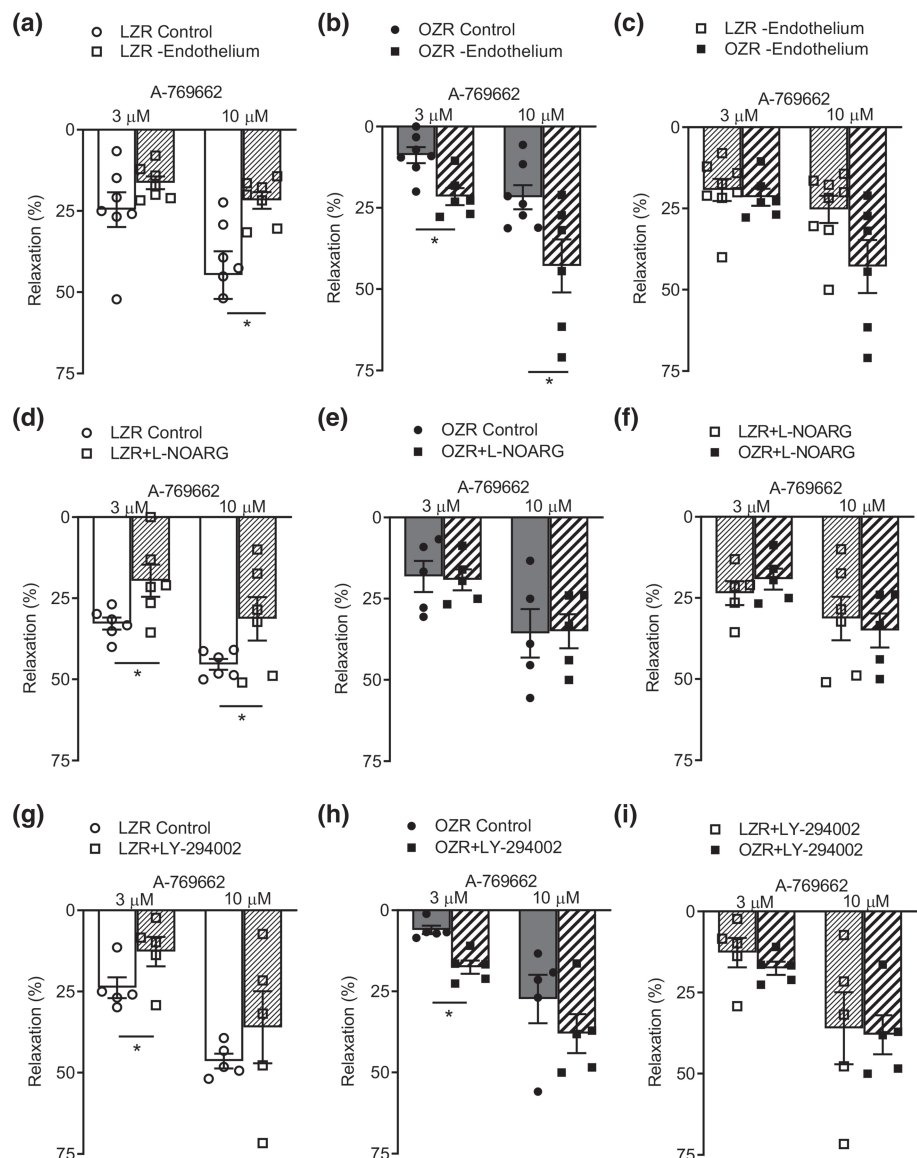 (a)
LZR Control
LZR -Endothelium
A-769662
3 μM 10 μM
0
25
50
75
Relaxation (%)
*
(b)
OZR Control
OZR -Endothelium
A-769662
3 μM 10 μM
0
25
50
75
Relaxation (%)
*
*
(c)
LZR -Endothelium
OZR -Endothelium
A-769662
3 μM 10 μM
0
25
50
75
Relaxation (%)
(d)
LZR Control
LZR+L-NOARG
A-769662
3 μM 10 μM
0
25
50
75
Relaxation (%)
*
*
(e)
OZR Control
OZR+L-NOARG
A-769662
3 μM 10 μM
0
25
50
75
Relaxation (%)
(f)
LZR+L-NOARG
OZR+L-NOARG
A-769662
3 μM 10 μM
0
25
50
75
Relaxation (%)
(g)
LZR Control
LZR+LY-294002
A-769662
3 μM 10 μM
0
25
50
75
Relaxation (%)
*
(h)
OZR Control
OZR+LY-294002
A-769662
3 μM 10 μM
0
25
50
75
Relaxation (%)
*
(i)
LZR+LY-294002
OZR+LY-294002
A-769662
3 μM 10 μM
0
25
50
75
Relaxation (%)